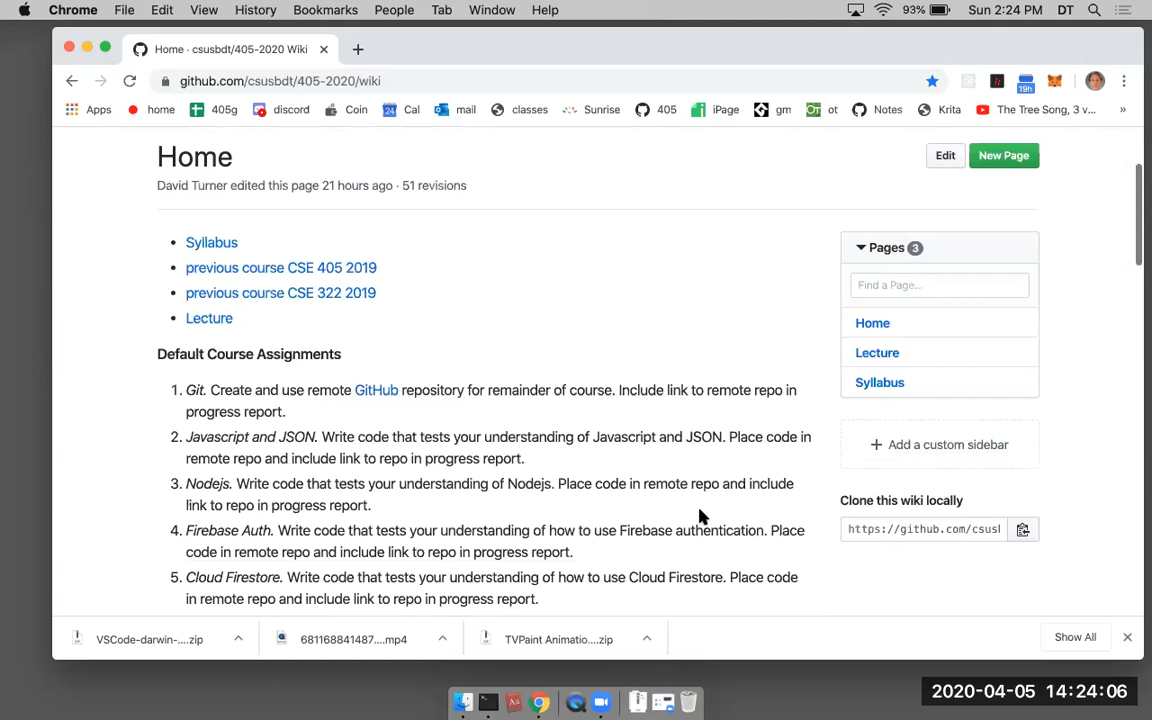 Chrome File Edit View History Bookmarks People Tab Window Help 93% Sun 2:24 PM DT
Home · csusbdt/405-2020 Wiki
github.com/csusbdt/405-2020/wiki 19h
Apps home 405g discord Coin 24 Cal mail classes Sunrise 405 iPage gm ot Notes Krita The Tree Song, 3 v... »
Home
Edit New Page
David Turner edited this page 21 hours ago · 51 revisions
Syllabus
previous course CSE 405 2019
previous course CSE 322 2019
Lecture
Default Course Assignments
1. Git. Create and use remote GitHub repository for remainder of course. Include link to remote repo in
progress report.
2. Javascript and JSON. Write code that tests your understanding of Javascript and JSON. Place code in
remote repo and include link to repo in progress report.
3. Nodejs. Write code that tests your understanding of Nodejs. Place code in remote repo and include
link to repo in progress report.
4. Firebase Auth. Write code that tests your understanding of how to use Firebase authentication. Place
code in remote repo and include link to repo in progress report.
5. Cloud Firestore. Write code that tests your understanding of how to use Cloud Firestore. Place code
in remote repo and include link to repo in progress report.
Pages 3
Find a Page...
Home
Lecture
Syllabus
+ Add a custom sidebar
Clone this wiki locally
https://github.com/csusl
VSCode-darwin-....zip 681168841487....mp4 TVPaint Animatio....zip Show All
2020-04-05 14:24:06